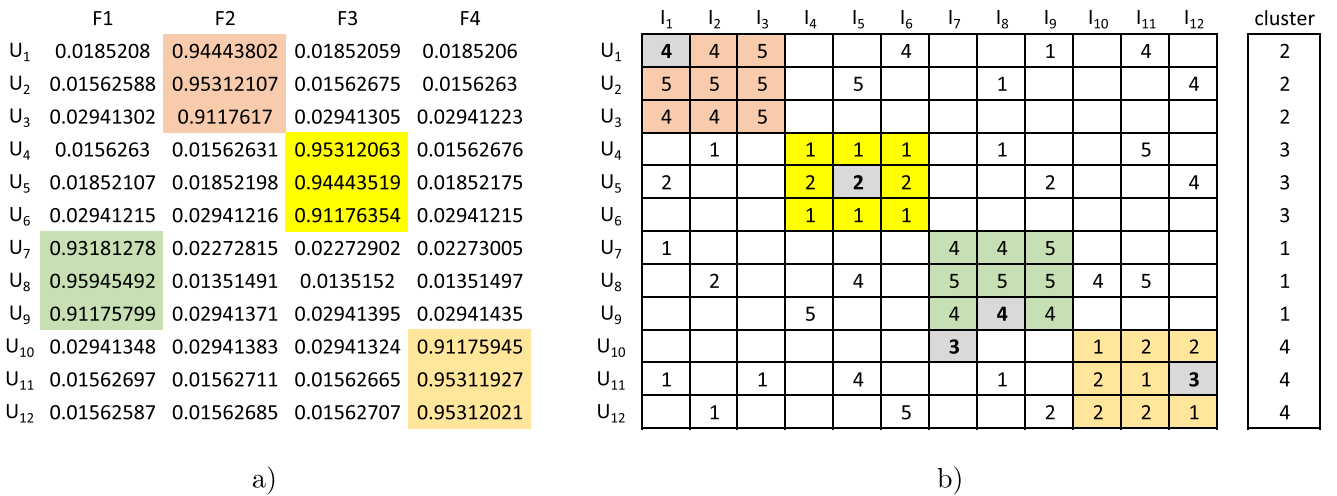 F1 F2 F3 F4 I1 I2 I3 I4 I5 I6 I7 I8 I9 I10 I11 I12 cluster
U1 0.0185208 0.94443802 0.01852059 0.0185206 U1 4 4 5 4 1 4 2
U2 0.01562588 0.95312107 0.01562675 0.0156263 U2 5 5 5 5 1 4 2
U3 0.02941302 0.9117617 0.02941305 0.02941223 U3 4 4 5 2
U4 0.0156263 0.01562631 0.95312063 0.01562676 U4 1 1 1 1 1 5 3
U5 0.01852107 0.01852198 0.94443519 0.01852175 U5 2 2 2 2 2 4 3
U6 0.02941215 0.02941216 0.91176354 0.02941215 U6 1 1 1 3
U7 0.93181278 0.02272815 0.02272902 0.02273005 U7 1 4 4 5 1
U8 0.95945492 0.01351491 0.0135152 0.01351497 U8 2 4 5 5 5 4 5 1
U9 0.91175799 0.02941371 0.02941395 0.02941435 U9 5 4 4 4 1
U10 0.02941348 0.02941383 0.02941324 0.91175945 U10 3 1 2 2 4
U11 0.01562697 0.01562711 0.01562665 0.95311927 U11 1 1 4 1 2 1 3 4
U12 0.01562587 0.01562685 0.01562707 0.95312021 U12 1 5 2 2 2 1 4
a) b)